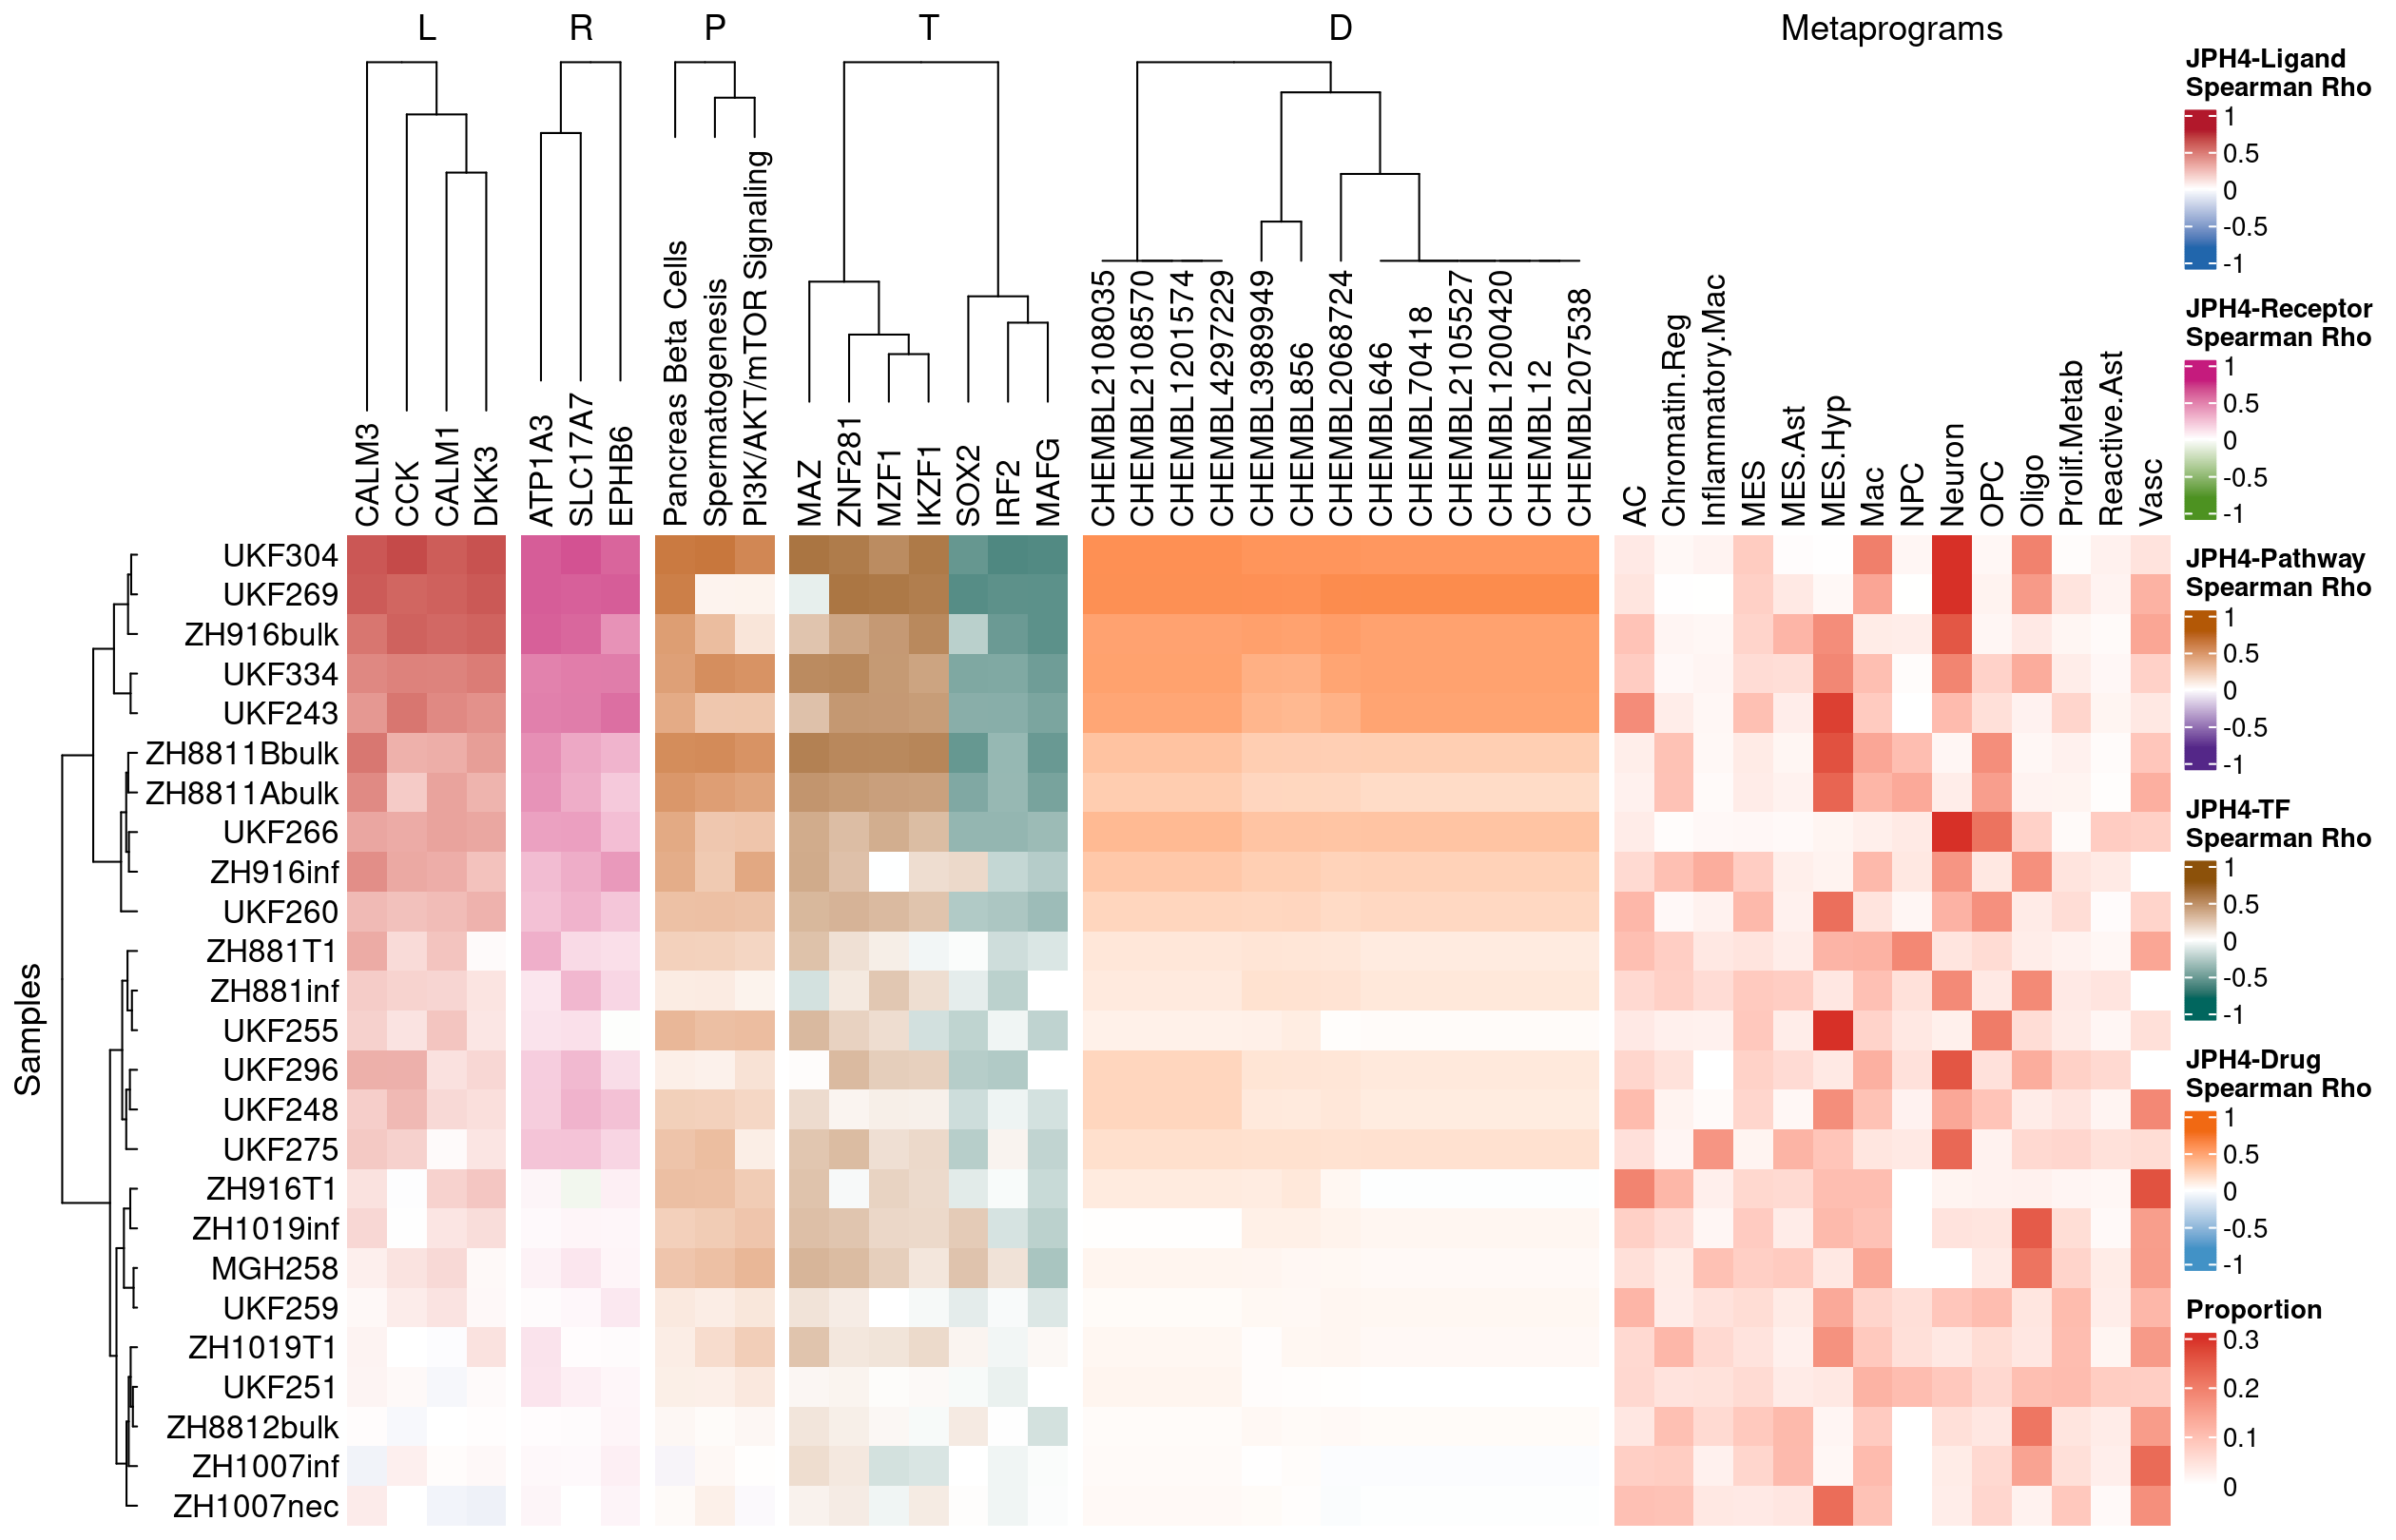 L R P T D Metaprograms
CALM3
CCK
CALM1
DKK3
ATP1A3
SLC17A7
EPHB6
Pancreas Beta Cells
Spermatogenesis
PI3K/AKT/mTOR Signaling
MAZ
ZNF281
MZF1
IKZF1
SOX2
IRF2
MAFG
CHEMBL2108035
CHEMBL2108570
CHEMBL1201574
CHEMBL4297229
CHEMBL3989949
CHEMBL856
CHEMBL2068724
CHEMBL646
CHEMBL70418
CHEMBL2105527
CHEMBL1200420
CHEMBL12
CHEMBL207538
AC
Chromatin.Reg
Inflammatory.Mac
MES
MES.Ast
MES.Hyp
Mac
NPC
Neuron
OPC
Oligo
Prolif.Metab
Reactive.Ast
Vasc
Samples
UKF304
UKF269
ZH916bulk
UKF334
UKF243
ZH8811Bbulk
ZH8811Abulk
UKF266
ZH916inf
UKF260
ZH881T1
ZH881inf
UKF255
UKF296
UKF248
UKF275
ZH916T1
ZH1019inf
MGH258
UKF259
ZH1019T1
UKF251
ZH8812bulk
ZH1007inf
ZH1007nec
JPH4-Ligand
Spearman Rho
1
0.5
0
-0.5
-1
JPH4-Receptor
Spearman Rho
1
0.5
0
-0.5
-1
JPH4-Pathway
Spearman Rho
1
0.5
0
-0.5
-1
JPH4-TF
Spearman Rho
1
0.5
0
-0.5
-1
JPH4-Drug
Spearman Rho
1
0.5
0
-0.5
-1
Proportion
0.3
0.2
0.1
0